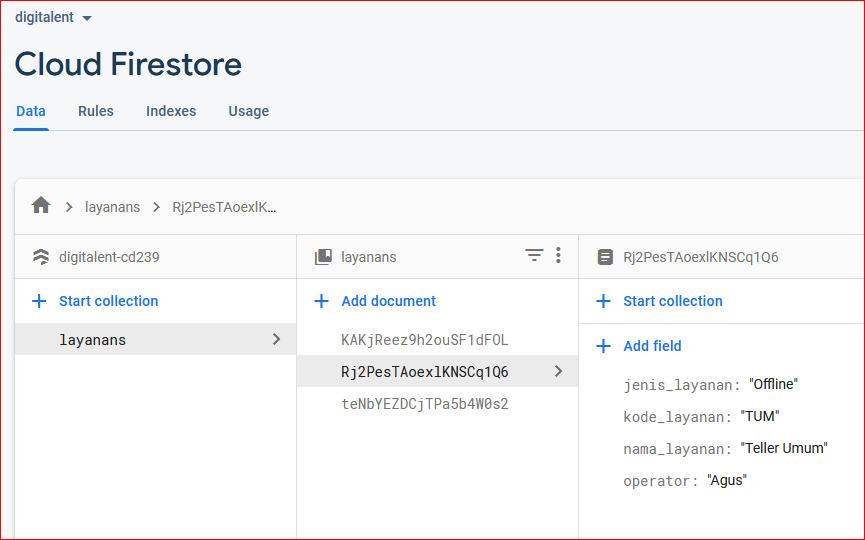 digitalent
Cloud Firestore
Data Rules Indexes Usage
layanans Rj2PesTAoexlK...
digitalent-cd239
layanans
Rj2PesTAoexlKNSCq1Q6
Start collection
Add document
Start collection
layanans
KAKjReez9h2ouSF1dFOL
Rj2PesTAoexlKNSCq1Q6
teNbYEZDCjTPa5b4W0s2
Add field
jenis_layanan: "Offline"
kode_layanan: "TUM"
nama_layanan: "Teller Umum"
operator: "Agus"